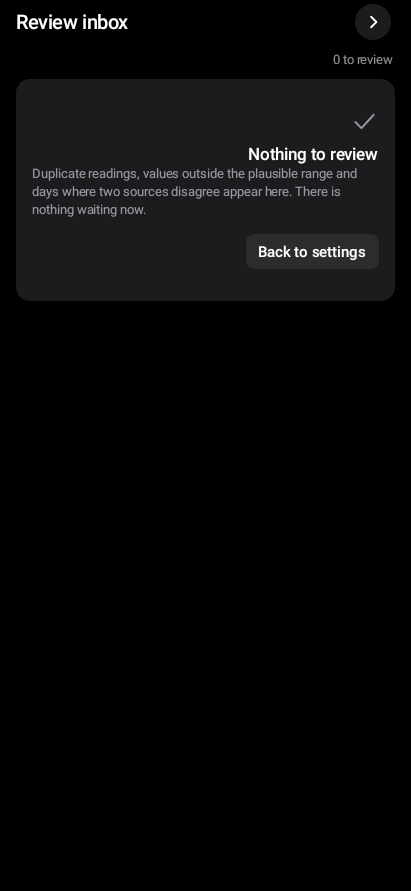 Review inbox
0 to review
Nothing to review
Duplicate readings, values outside the plausible range and
days where two sources disagree appear here. There is
nothing waiting now.
Back to settings